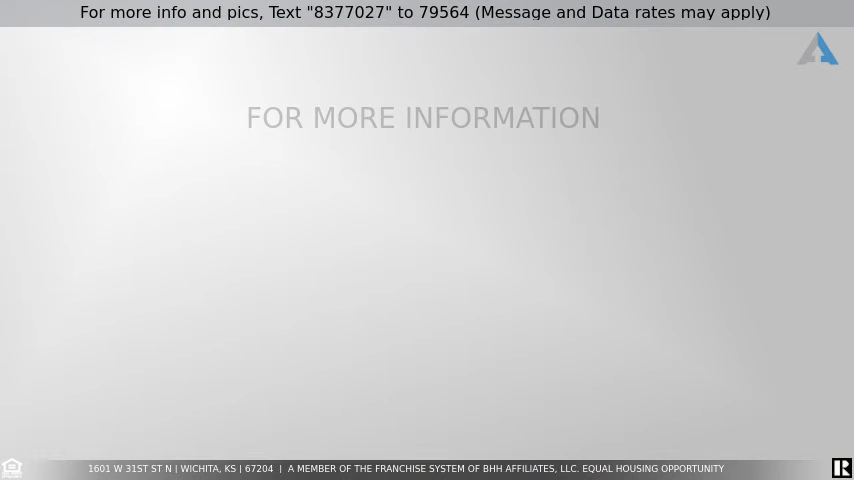 For more info and pics, Text "8377027" to 79564 (Message and Data rates may apply)
FOR MORE INFORMATION
1601 W 31ST ST N | WICHITA, KS | 67204 | A MEMBER OF THE FRANCHISE SYSTEM OF BHH AFFILIATES, LLC. EQUAL HOUSING OPPORTUNITY